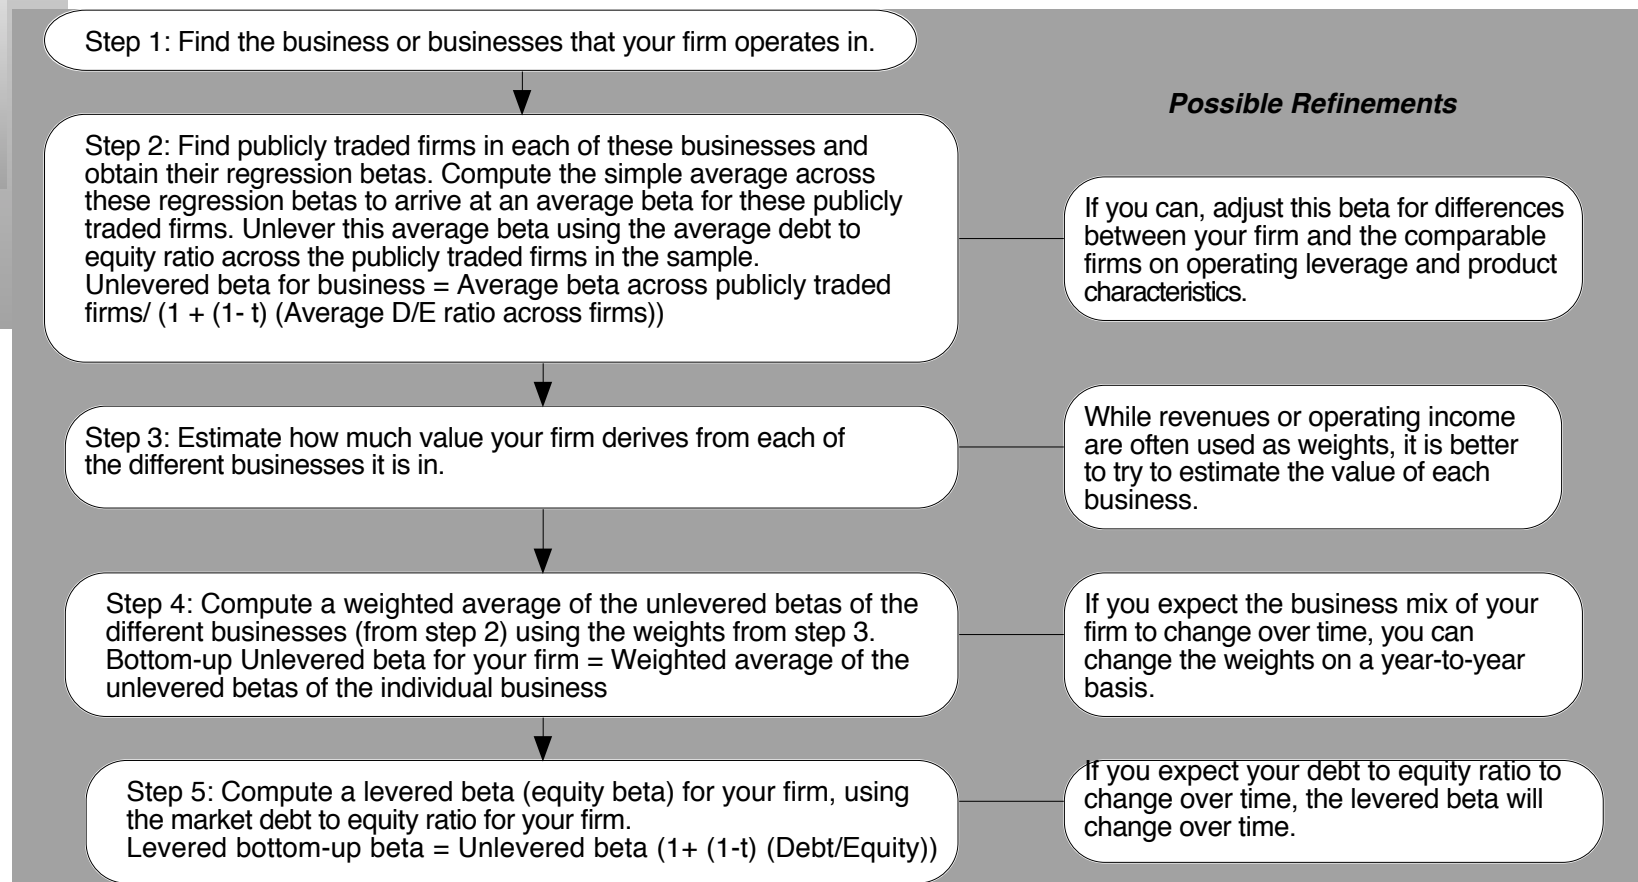 Step 1: Find the business or businesses that your firm operates in.
Possible Refinements
Step 2: Find publicly traded firms in each of these businesses and
obtain their regression betas. Compute the simple average across
these regression betas to arrive at an average beta for these publicly
traded firms. Unlever this average beta using the average debt to
equity ratio across the publicly traded firms in the sample.
Unlevered beta for business = Average beta across publicly traded
firms/ (1 + (1- t) (Average D/E ratio across firms))
If you can, adjust this beta for differences
between your firm and the comparable
firms on operating leverage and product
characteristics.
Step 3: Estimate how much value your firm derives from each of
the different businesses it is in.
While revenues or operating income
are often used as weights, it is better
to try to estimate the value of each
business.
Step 4: Compute a weighted average of the unlevered betas of the
different businesses (from step 2) using the weights from step 3.
Bottom-up Unlevered beta for your firm = Weighted average of the
unlevered betas of the individual business
If you expect the business mix of your
firm to change over time, you can
change the weights on a year-to-year
basis.
Step 5: Compute a levered beta (equity beta) for your firm, using
the market debt to equity ratio for your firm.
Levered bottom-up beta = Unlevered beta (1+ (1-t) (Debt/Equity))
If you expect your debt to equity ratio to
change over time, the levered beta will
change over time.